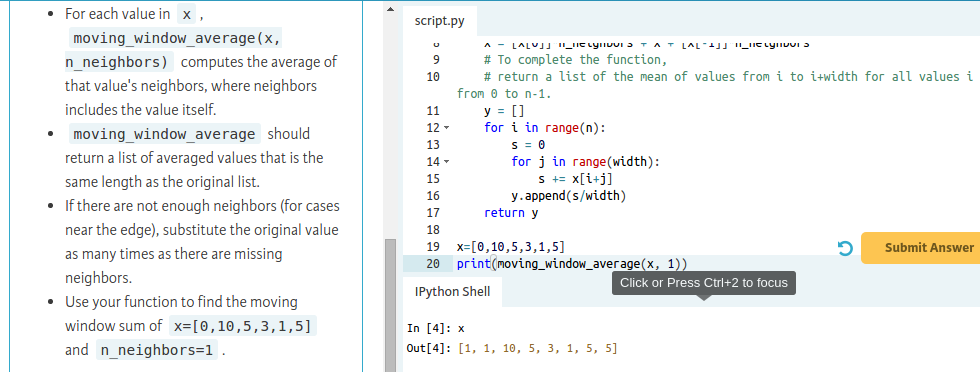 • For each value in x ,
moving_window_average(x,
n_neighbors) computes the average of
that value's neighbors, where neighbors
includes the value itself.
• moving_window_average should
return a list of averaged values that is the
same length as the original list.
• If there are not enough neighbors (for cases
near the edge), substitute the original value
as many times as there are missing
neighbors.
• Use your function to find the moving
window sum of x=[0,10,5,3,1,5]
and n_neighbors=1 .
script.py
8 x = [x[0]]*n_neighbors + x + [x[-1]]*n_neighbors
9 # To complete the function,
10 # return a list of the mean of values from i to i+width for all values i
from 0 to n-1.
11 y = []
12 for i in range(n):
13 s = 0
14 for j in range(width):
15 s += x[i+j]
16 y.append(s/width)
17 return y
18
19 x=[0,10,5,3,1,5]
20 print(moving_window_average(x, 1))
Submit Answer
Click or Press Ctrl+2 to focus
IPython Shell
In [4]: x
Out[4]: [1, 1, 10, 5, 3, 1, 5, 5]